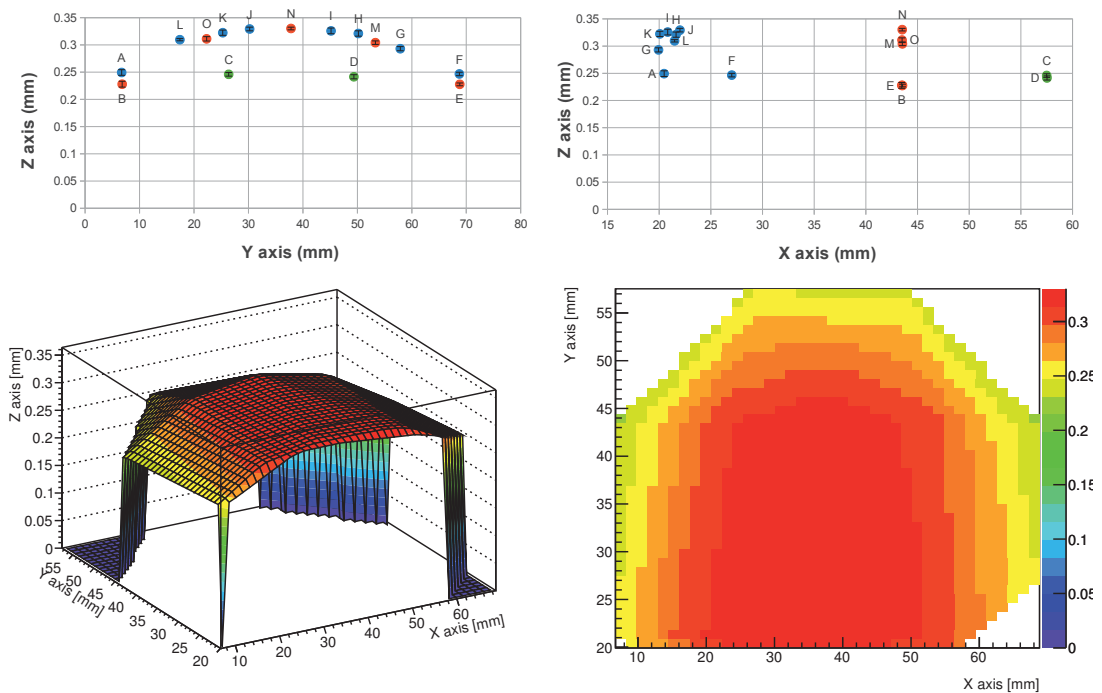 0.35
0.3
0.25
0.2
0.15
0.1
0.05
0
Z axis (mm)
L O K J N I H M G
A C D F
B E
0 10 20 30 40 50 60 70 80
Y axis (mm)
0.35
0.3
0.25
0.2
0.15
0.1
0.05
0
Z axis (mm)
I H N
K J M O
G L
A F E C
B D
15 20 25 30 35 40 45 50 55 60
X axis (mm)
Z axis [mm]
0.35
0.3
0.25
0.2
0.15
0.1
0.05
0
55
50
45
40
35
30
25
20
Y axis [mm]
10 20 30 40 50 60
X axis [mm]
Y axis [mm]
55
50
45
40
35
30
25
20
10 20 30 40 50 60
X axis [mm]
0.3
0.25
0.2
0.15
0.1
0.05
0